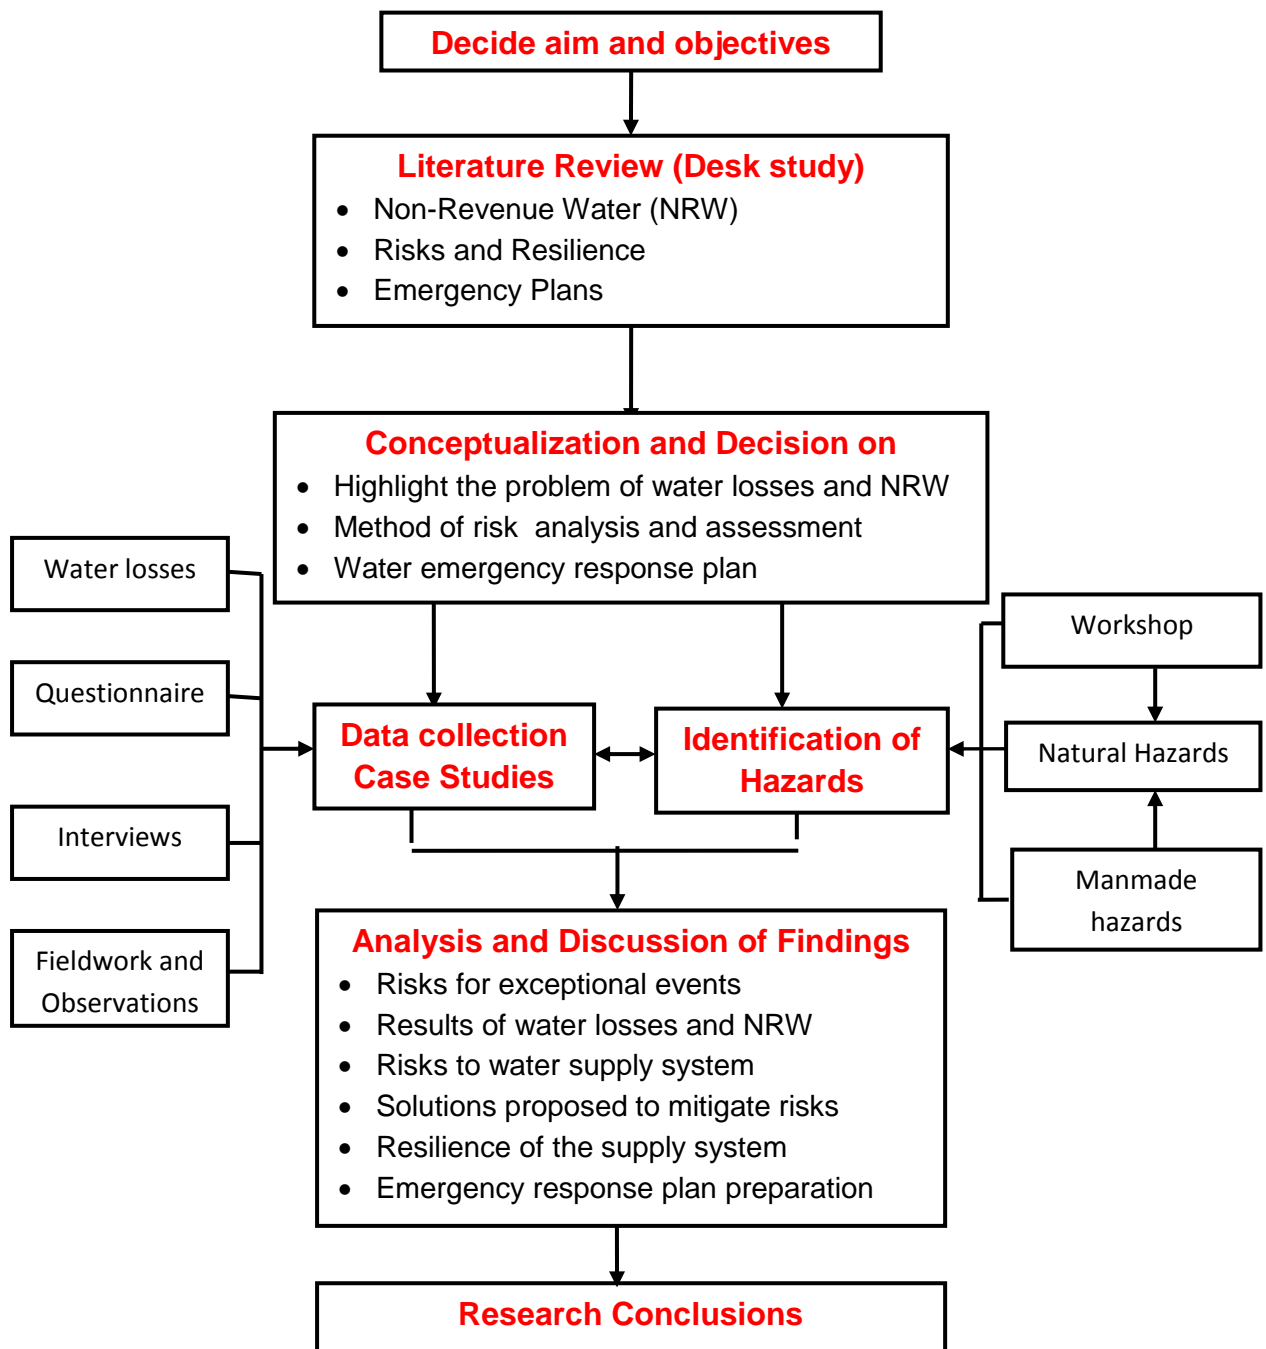 Decide aim and objectives
Literature Review (Desk study)
• Non-Revenue Water (NRW)
• Risks and Resilience
• Emergency Plans
Conceptualization and Decision on
• Highlight the problem of water losses and NRW
• Method of risk analysis and assessment
• Water emergency response plan
Water losses
Questionnaire
Interviews
Fieldwork and
Observations
Data collection
Case Studies
Identification of
Hazards
Workshop
Natural Hazards
Manmade
hazards
Analysis and Discussion of Findings
• Risks for exceptional events
• Results of water losses and NRW
• Risks to water supply system
• Solutions proposed to mitigate risks
• Resilience of the supply system
• Emergency response plan preparation
Research Conclusions